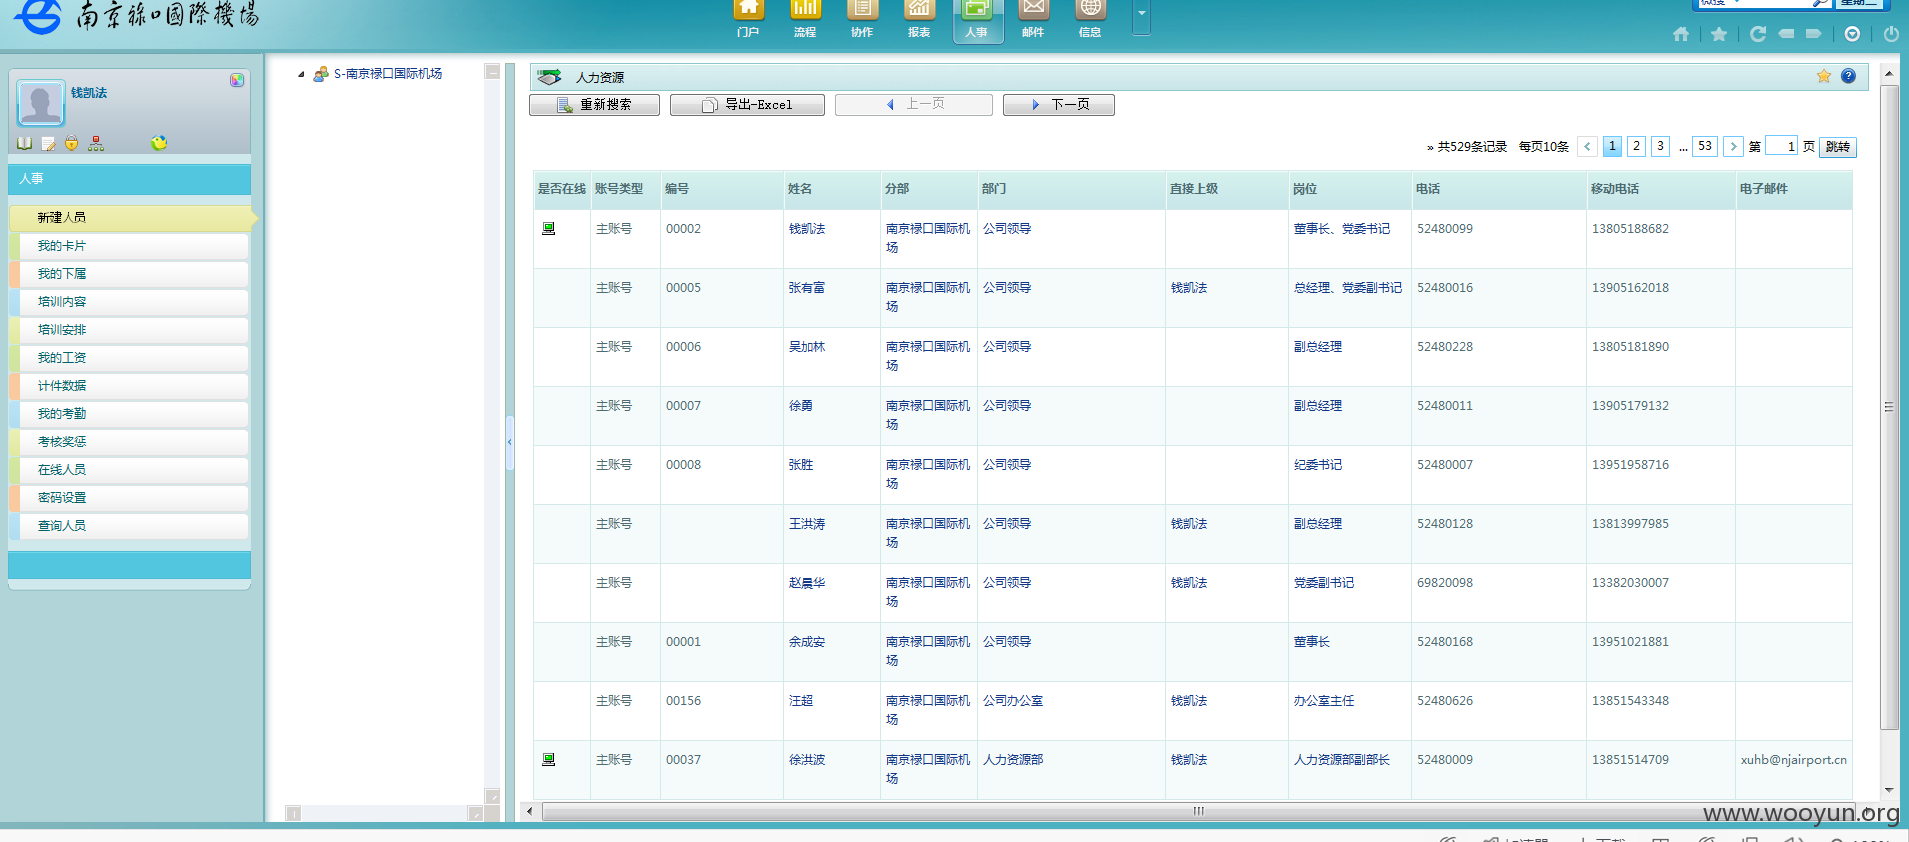 南京禄口國際機場
门户 流程 协作 报表 人事 邮件 信息
钱凯法
人事
新建人员
我的卡片
我的下属
培训内容
培训安排
我的工资
计件数据
我的考勤
考核奖惩
在线人员
密码设置
查询人员
S-南京禄口国际机场
人力资源
重新搜索 导出-Excel 上一页 下一页
» 共529条记录 每页10条 < 1 2 3 ... 53 > 第 1 页 跳转
是否在线 账号类型 编号 姓名 分部 部门 直接上级 岗位 电话 移动电话 电子邮件
主账号 00002 钱凯法 南京禄口国际机 公司领导 董事长、党委书记 52480099 13805188682
场
主账号 00005 张有富 南京禄口国际机 公司领导 钱凯法 总经理、党委副书记 52480016 13905162018
场
主账号 00006 吴加林 南京禄口国际机 公司领导 副总经理 52480228 13805181890
场
主账号 00007 徐勇 南京禄口国际机 公司领导 副总经理 52480011 13905179132
场
主账号 00008 张胜 南京禄口国际机 公司领导 纪委书记 52480007 13951958716
场
主账号 王洪涛 南京禄口国际机 公司领导 钱凯法 副总经理 52480128 13813997985
场
主账号 赵晨华 南京禄口国际机 公司领导 钱凯法 党委副书记 69820098 13382030007
场
主账号 00001 余成安 南京禄口国际机 公司领导 董事长 52480168 13951021881
场
主账号 00156 汪超 南京禄口国际机 公司办公室 钱凯法 办公室主任 52480626 13851543348
场
主账号 00037 徐洪波 南京禄口国际机 人力资源部 钱凯法 人力资源部副部长 52480009 13851514709 xuhb@njairport.cn
场
www.wooyun.org